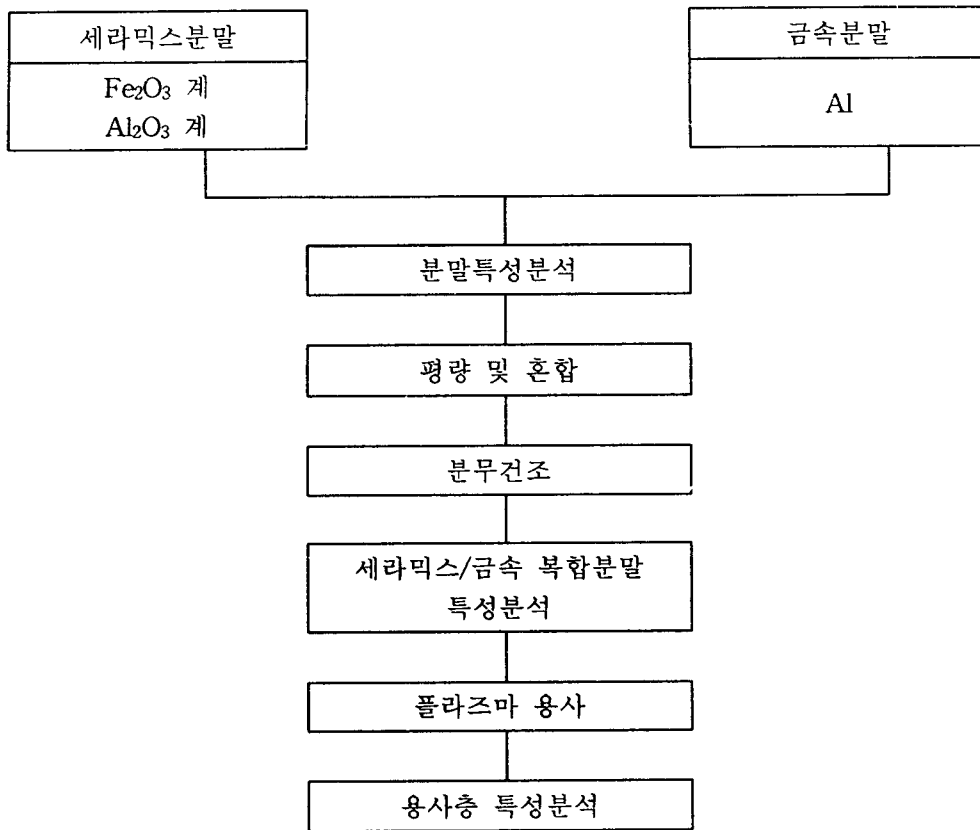 세라믹스분말
Fe₂O₃ 계
Al₂O₃ 계
금속분말
Al
분말특성분석
평량 및 혼합
분무건조
세라믹스/금속 복합분말
특성분석
플라즈마 용사
용사층 특성분석